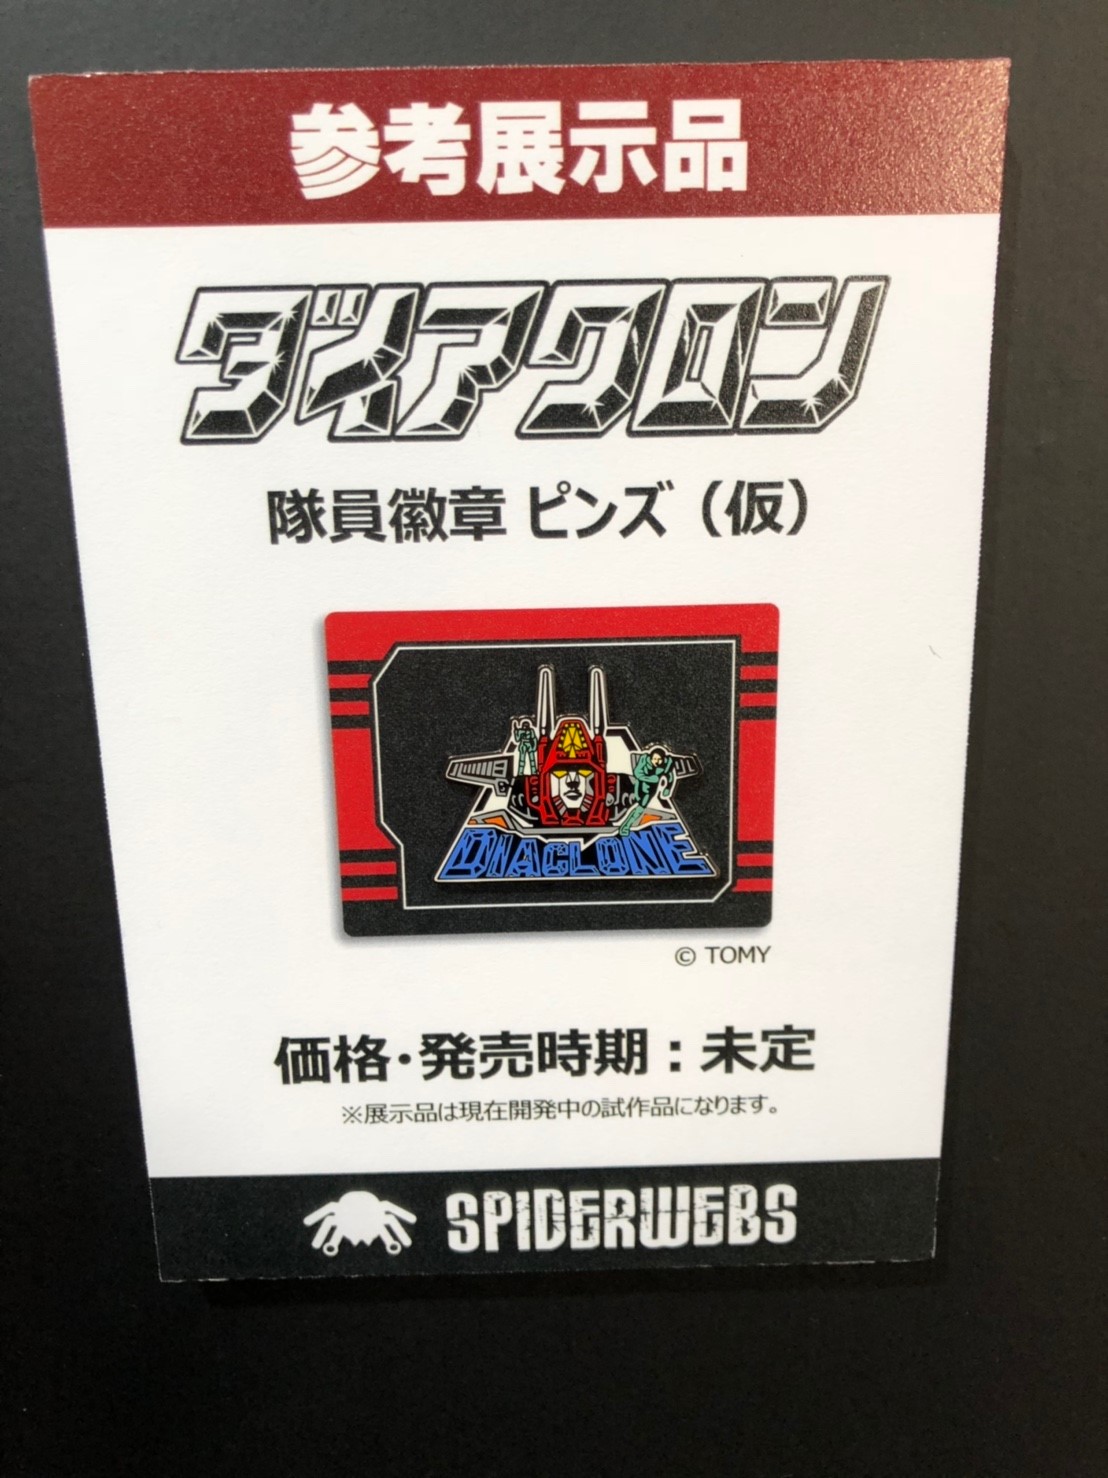 参考展示品
ダイアクロン
隊員徽章 ピンズ（仮）
DIACLONE
© TOMY
価格・発売時期：未定
※展示品は現在開発中の試作品になります。
SPIDERWEBS